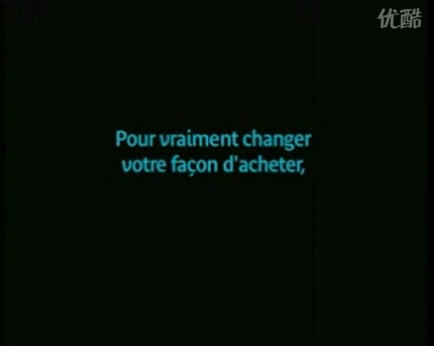 优酷
Pour vraiment changer
votre façon d'acheter,